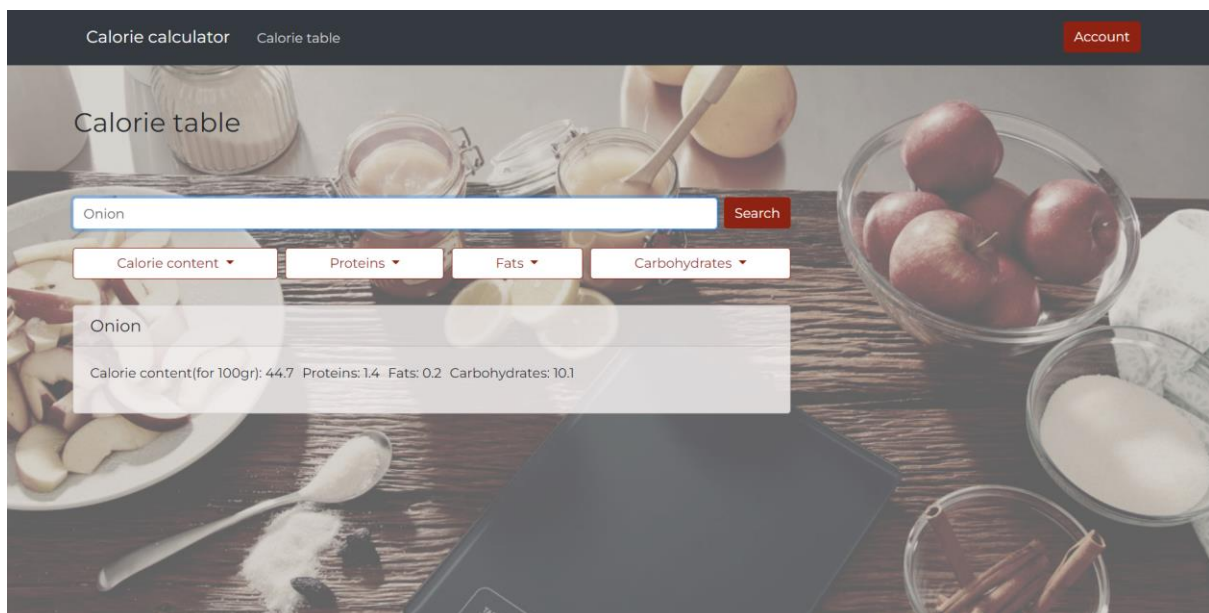 Calorie calculator Calorie table Account
Calorie table
Onion Search
Calorie content Proteins Fats Carbohydrates
Onion
Calorie content(for 100gr): 44.7 Proteins: 1.4 Fats: 0.2 Carbohydrates: 10.1